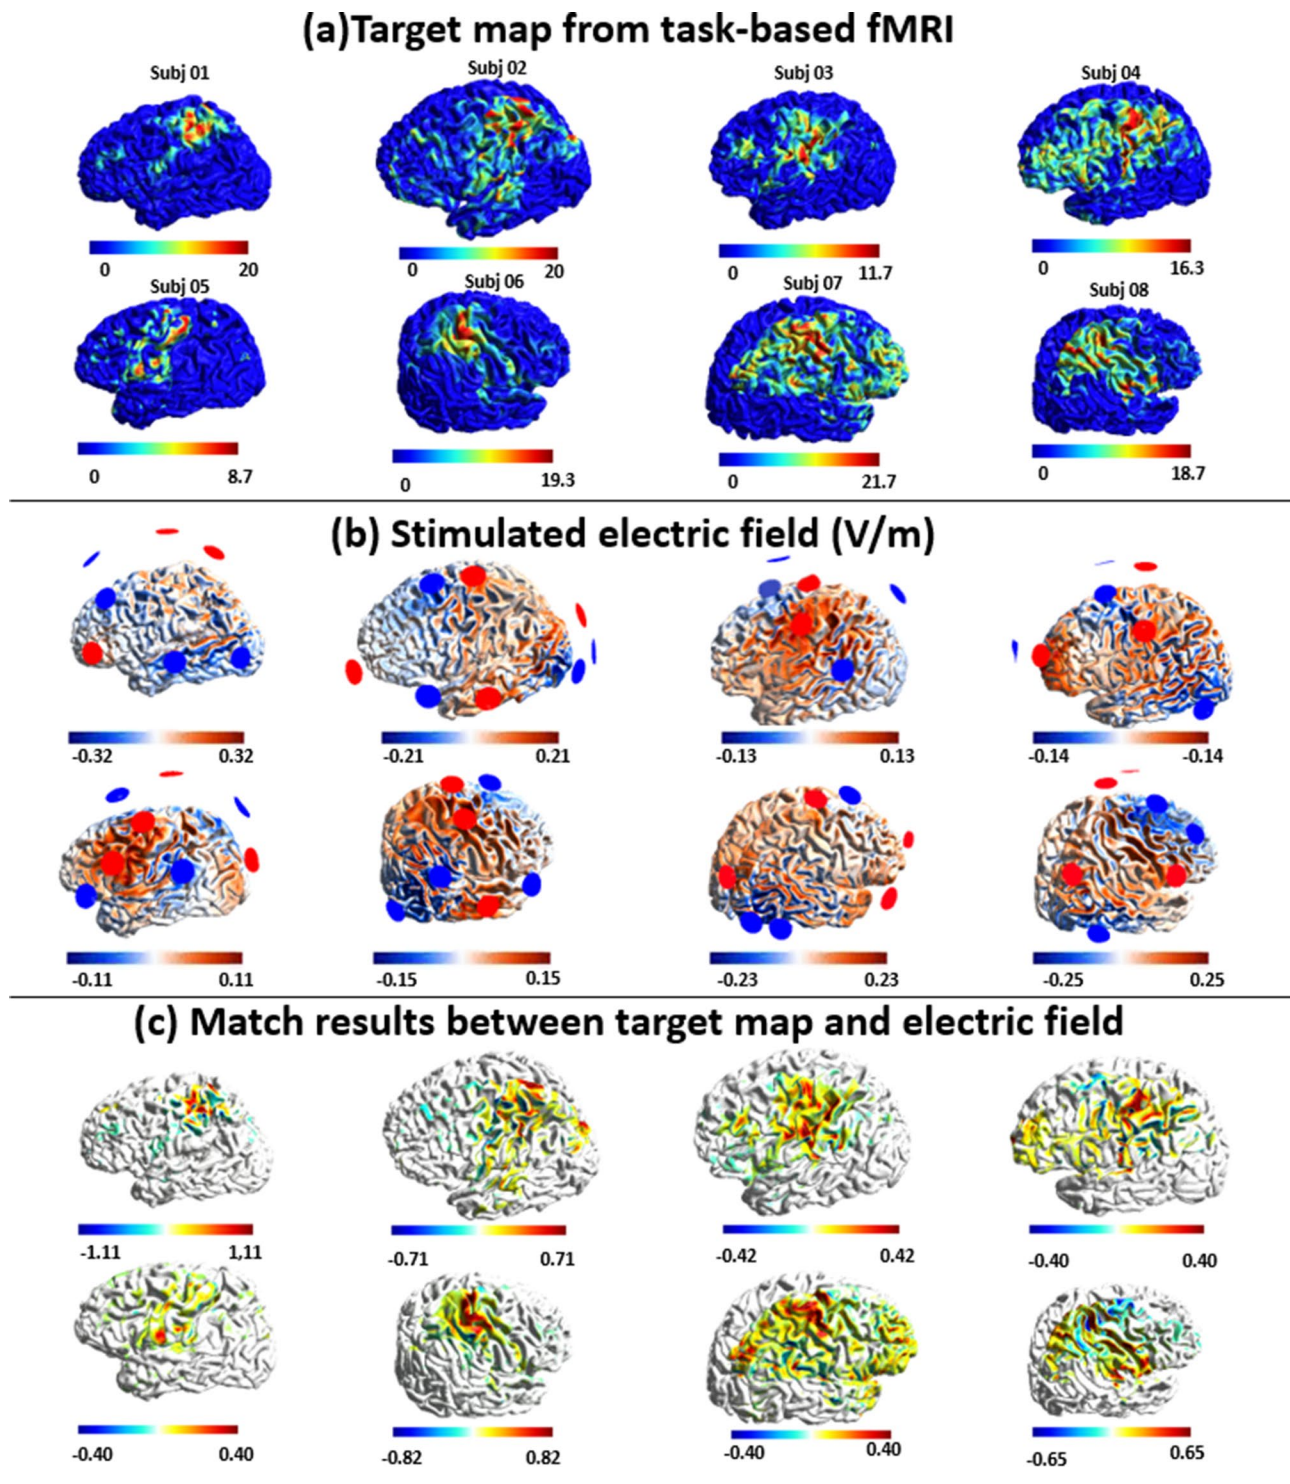 (a)Target map from task-based fMRI
Subj 01 Subj 02 Subj 03 Subj 04
0 20 0 20 0 11.7 0 16.3
Subj 05 Subj 06 Subj 07 Subj 08
0 8.7 0 19.3 0 21.7 0 18.7
(b) Stimulated electric field (V/m)
-0.32 0.32 -0.21 0.21 -0.13 0.13 -0.14 -0.14
-0.11 0.11 -0.15 0.15 -0.23 0.23 -0.25 0.25
(c) Match results between target map and electric field
-1.11 1,11 -0.71 0.71 -0.42 0.42 -0.40 0.40
-0.40 0.40 -0.82 0.82 -0.40 0.40 -0.65 0.65